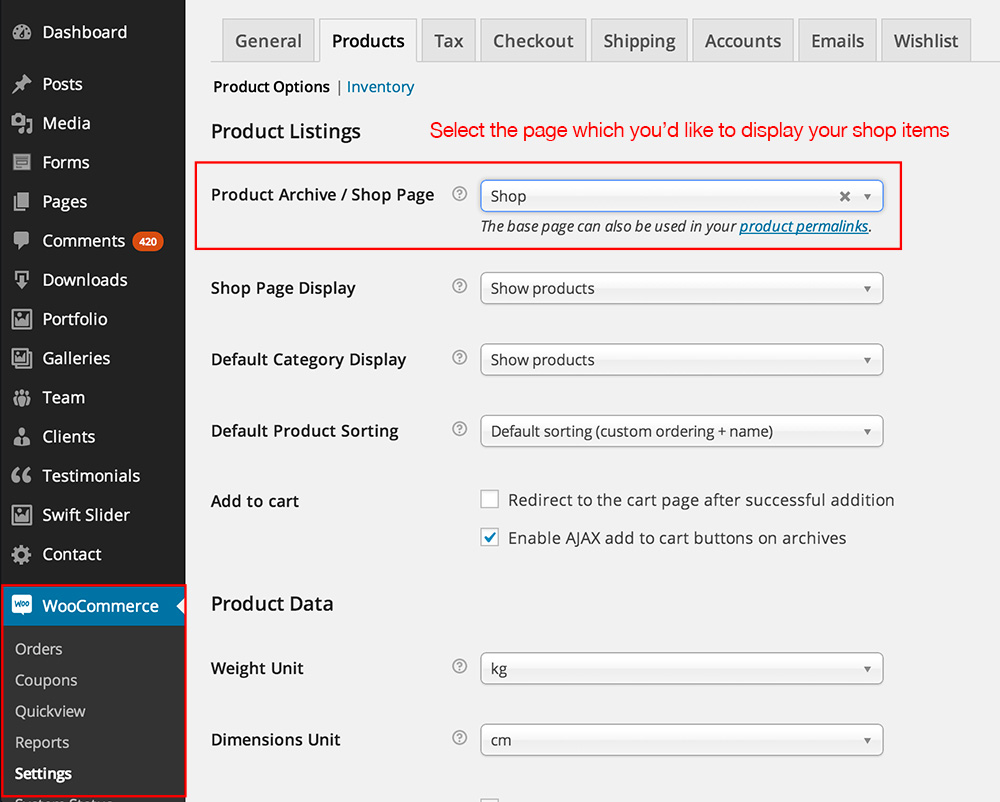 Dashboard
Posts
Media
Forms
Pages
Comments 420
Downloads
Portfolio
Galleries
Team
Clients
Testimonials
Swift Slider
Contact
WOO WooCommerce
Orders
Coupons
Quickview
Reports
Settings
System Status
General Products Tax Checkout Shipping Accounts Emails Wishlist
Product Options | Inventory
Product Listings
Select the page which you’d like to display your shop items
Product Archive / Shop Page ? Shop
The base page can also be used in your product permalinks.
Shop Page Display ? Show products
Default Category Display ? Show products
Default Product Sorting ? Default sorting (custom ordering + name)
Add to cart Redirect to the cart page after successful addition
Enable AJAX add to cart buttons on archives
Product Data
Weight Unit ? kg
Dimensions Unit ? cm